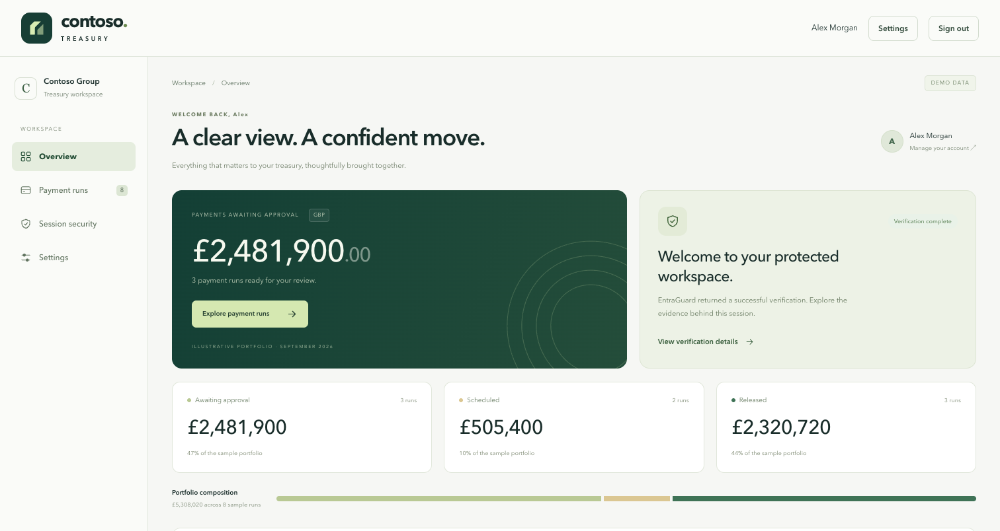 contoso.
TREASURY
Alex Morgan
Settings
Sign out
C
Contoso Group
Treasury workspace
WORKSPACE
Overview
Payment runs
8
Session security
Settings
Workspace / Overview
DEMO DATA
WELCOME BACK, Alex
A clear view. A confident move.
Everything that matters to your treasury, thoughtfully brought together.
A
Alex Morgan
Manage your account ↗
PAYMENTS AWAITING APPROVAL
GBP
£2,481,900.00
3 payment runs ready for your review.
Explore payment runs →
ILLUSTRATIVE PORTFOLIO · SEPTEMBER 2026
Verification complete
Welcome to your protected
workspace.
EntraGuard returned a successful verification. Explore the
evidence behind this session.
View verification details →
Awaiting approval
3 runs
£2,481,900
47% of the sample portfolio
Scheduled
2 runs
£505,400
10% of the sample portfolio
Released
3 runs
£2,320,720
44% of the sample portfolio
Portfolio composition
£5,308,020 across 8 sample runs